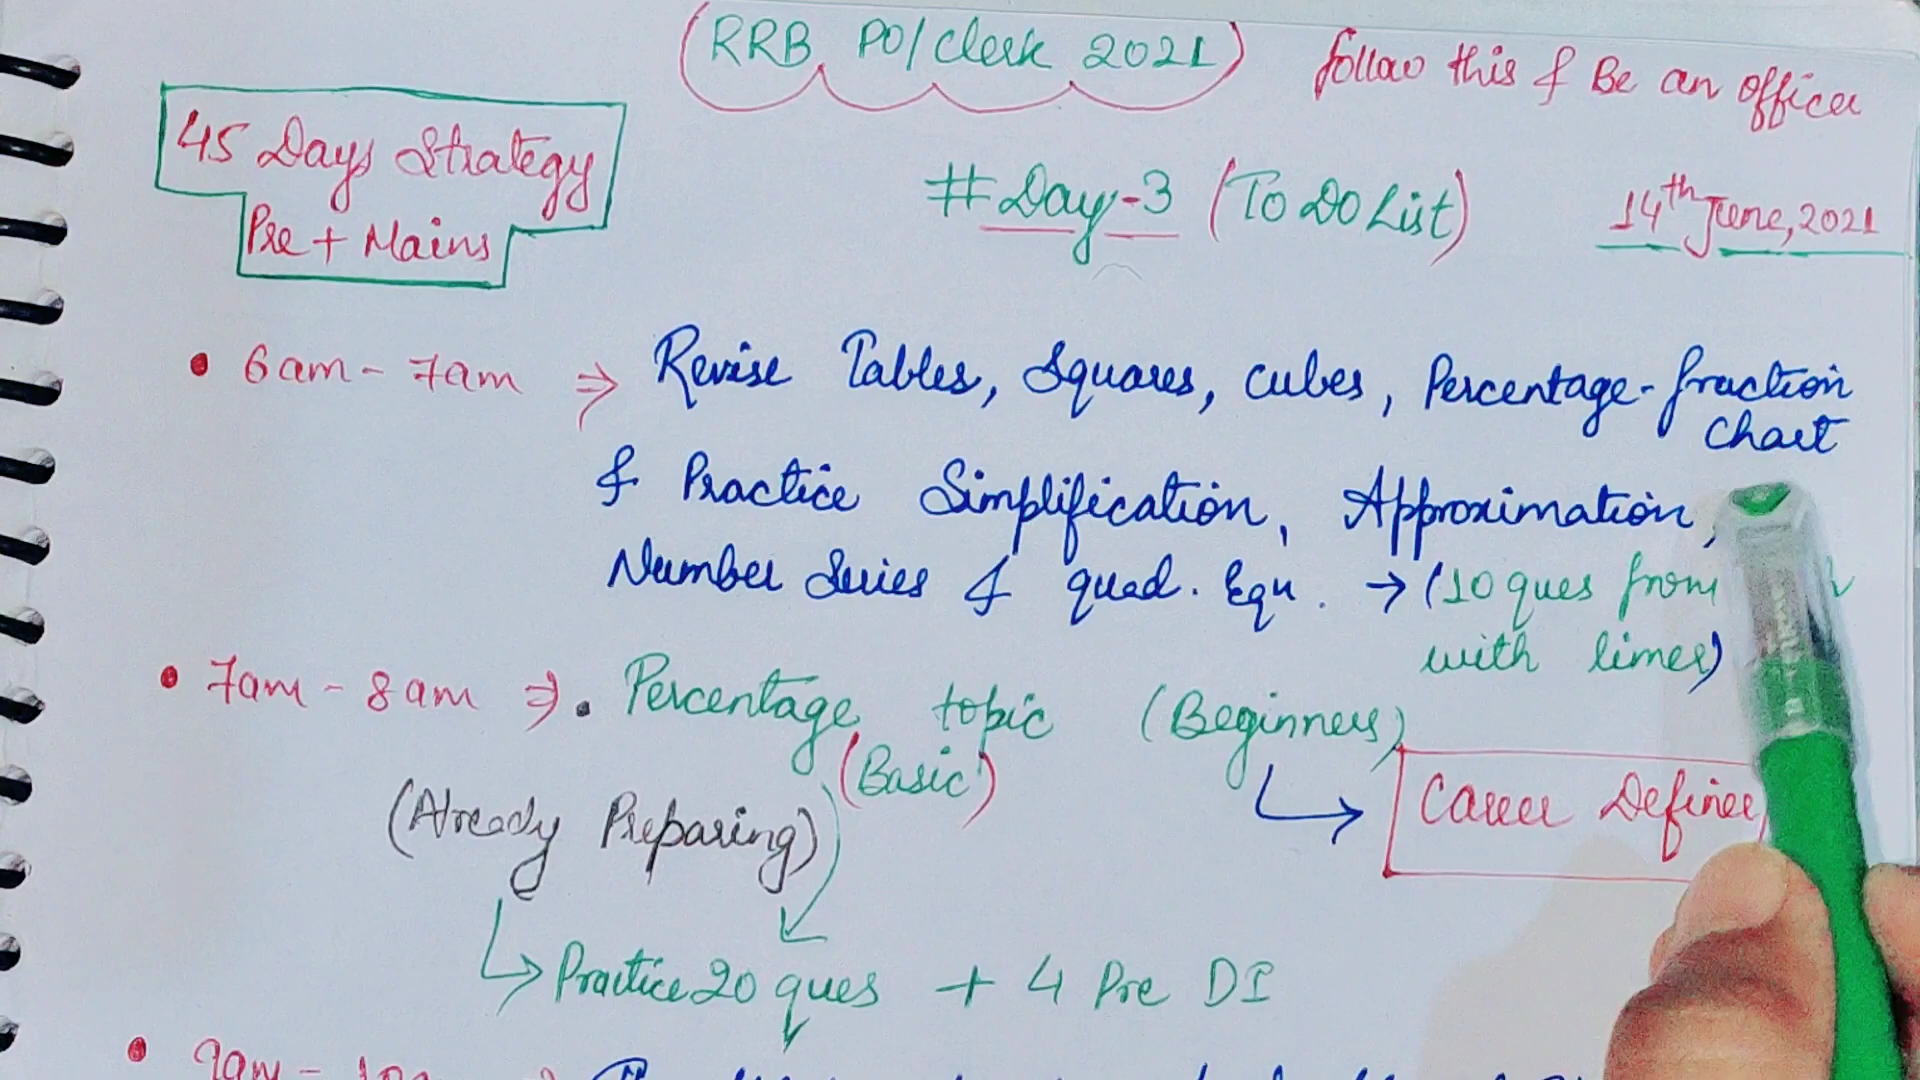 (RRB PO/Clerk 2021)
follow this & Be an officer
45 Days Strategy
Pre + Mains
#Day-3 (To Do List)
14th June, 2021
• 6am - 7am ⇒ Revise Tables, Squares, cubes, Percentage-fraction
Chart
& Practice Simplification, Approximation,
Number Series & quad. Equ. → (10 ques from
with timer)
• 7am - 8am ⇒ • Percentage topic (Beginners)
(Basic)
Career Definer
(Already Preparing)
↳ Practice 20 ques + 4 Pre DI
• 9am -